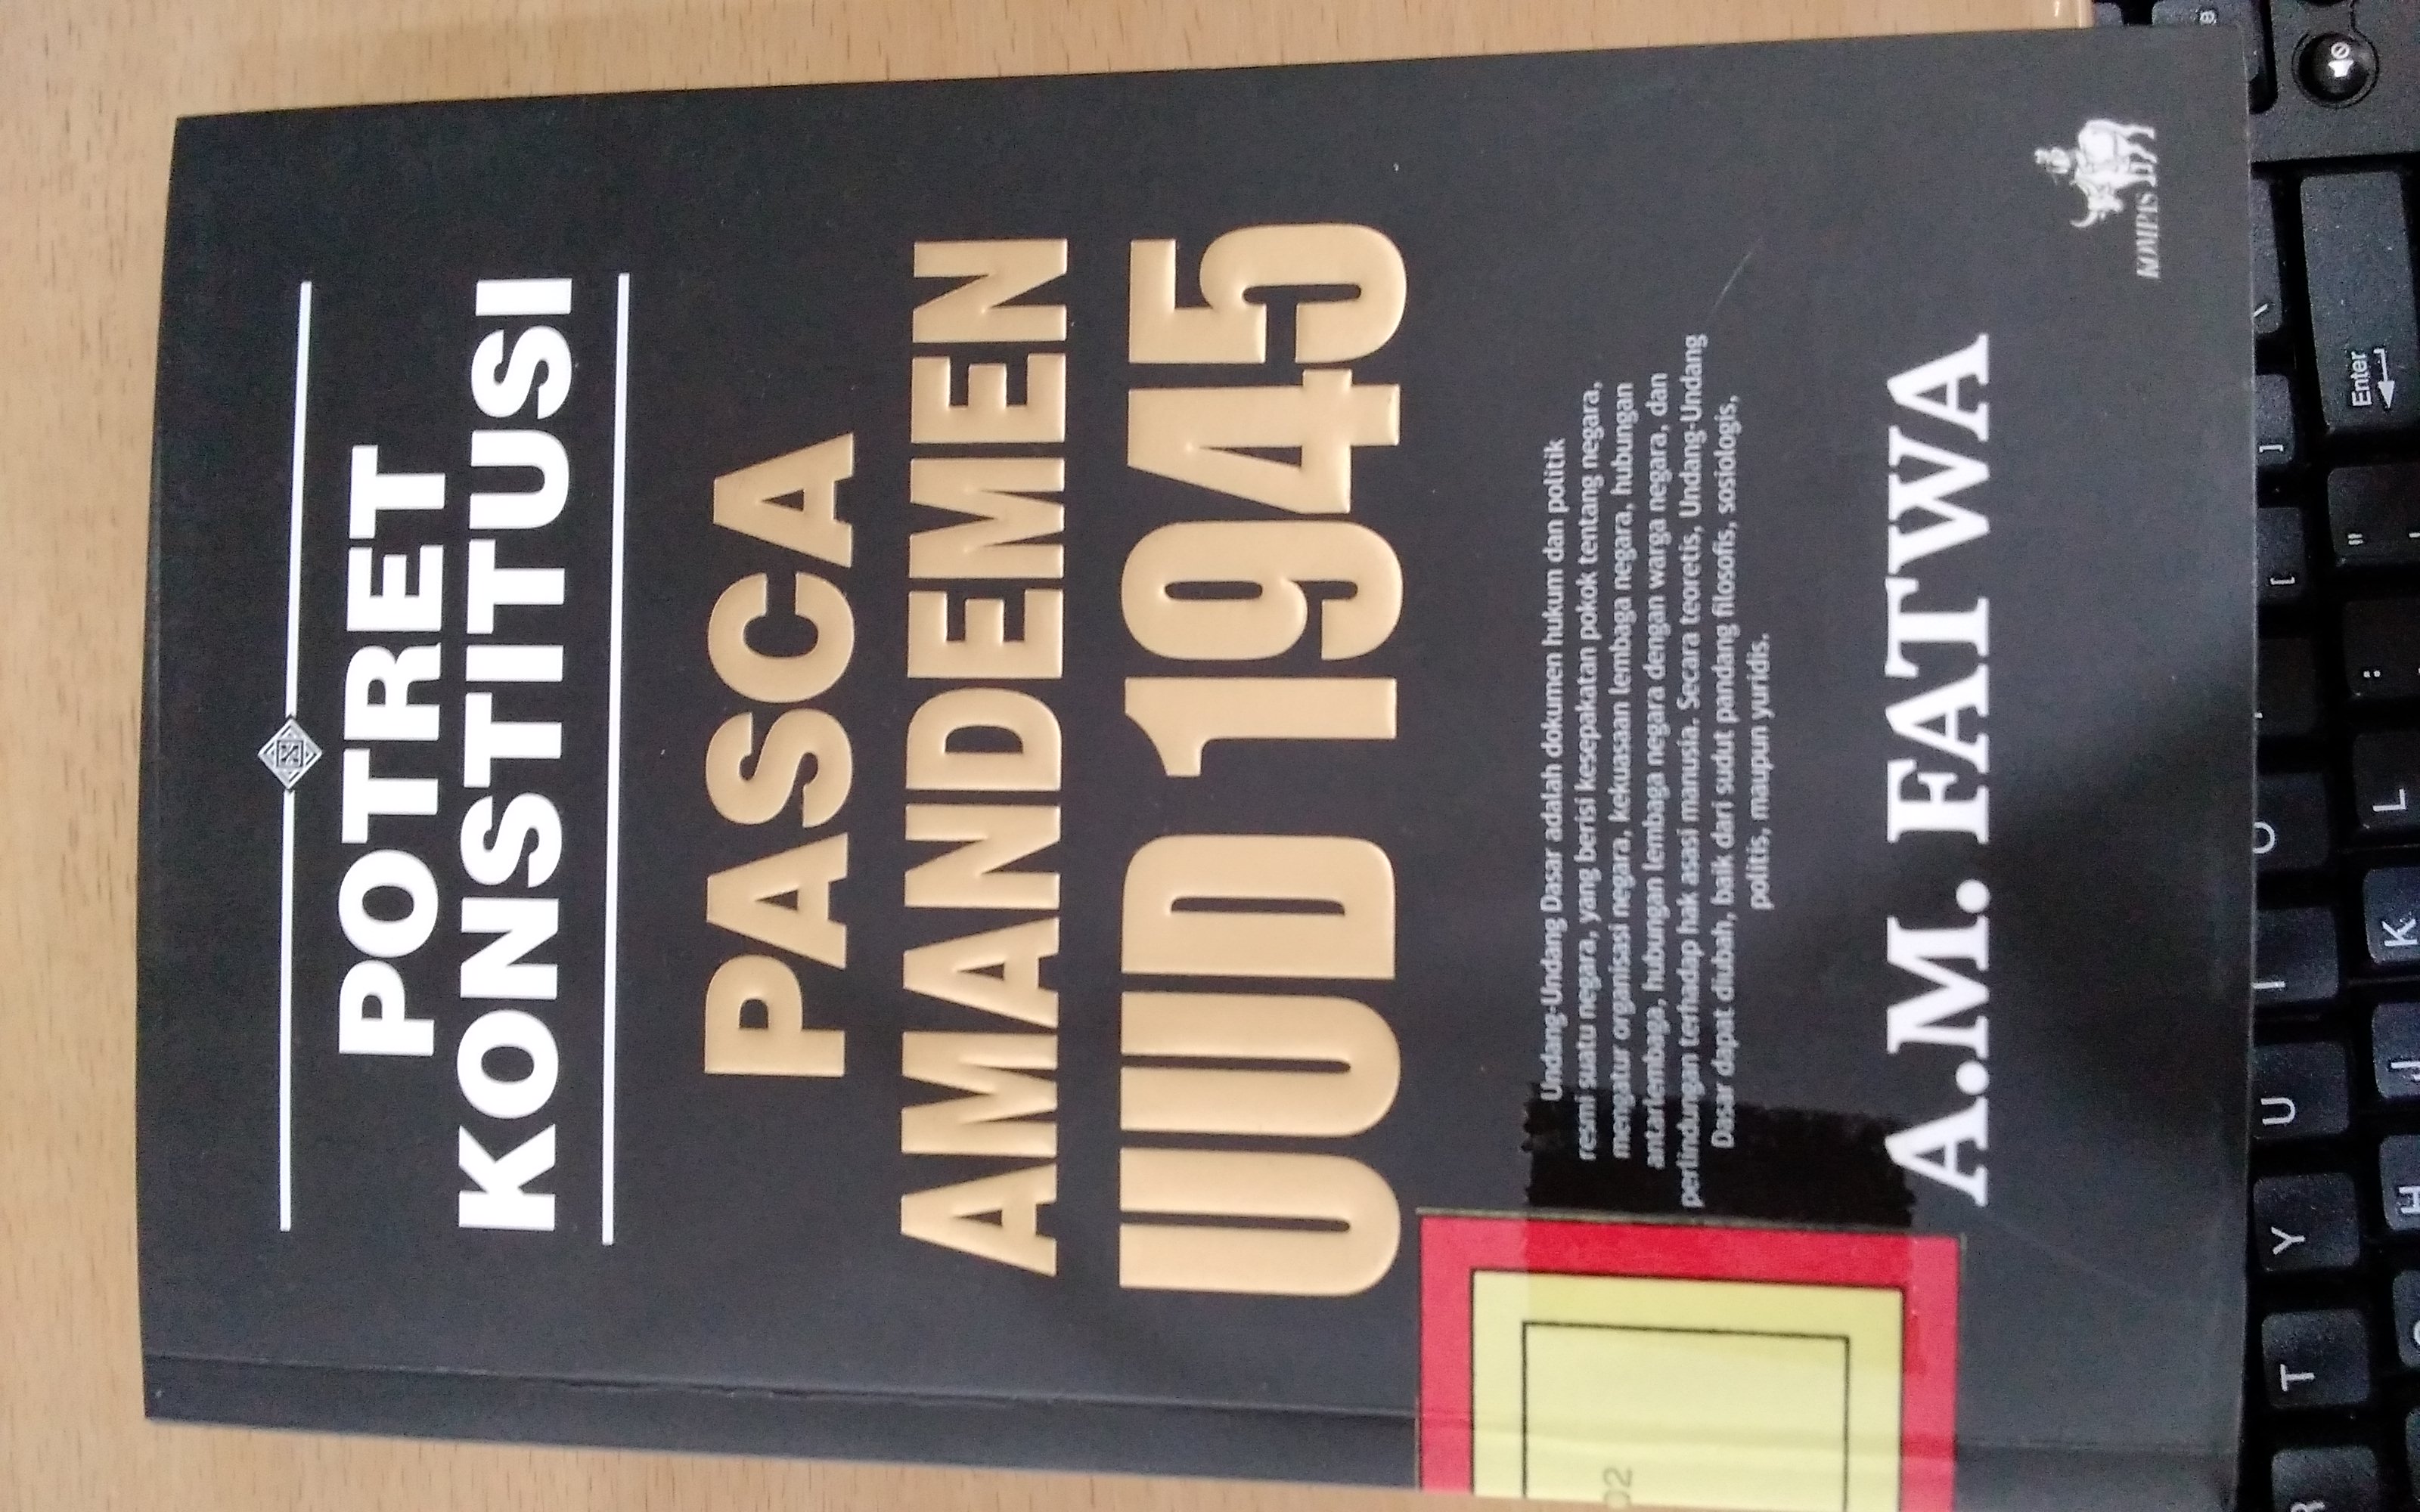 POTRET
KONSTITUSI
PASCA
AMANDEMEN
UUD 1945
Undang-Undang Dasar adalah dokumen hukum dan politik
resmi suatu negara, yang berisi kesepakatan pokok tentang negara,
mengatur organisasi negara, kekuasaan lembaga negara, hubungan
antarlembaga, hubungan lembaga negara dengan warga negara, dan
perlindungan terhadap hak asasi manusia. Secara teoretis, Undang-Undang
Dasar dapat diubah, baik dari sudut pandang filosofis, sosiologis,
politis, maupun yuridis.
A.M. FATWA
KOMPAS
02
Enter
T
Y
U
I
O
H
J
K
L